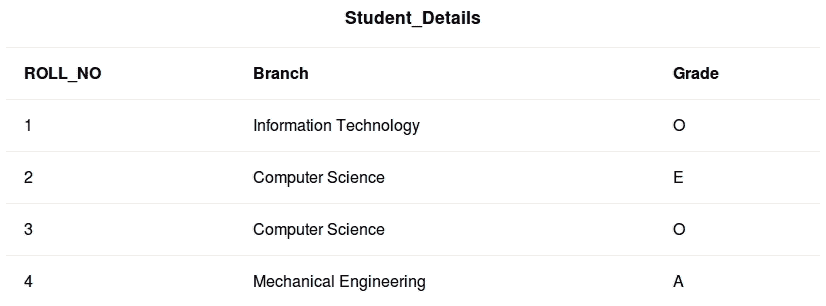 Student_Details
ROLL_NO Branch Grade
1 Information Technology O
2 Computer Science E
3 Computer Science O
4 Mechanical Engineering A